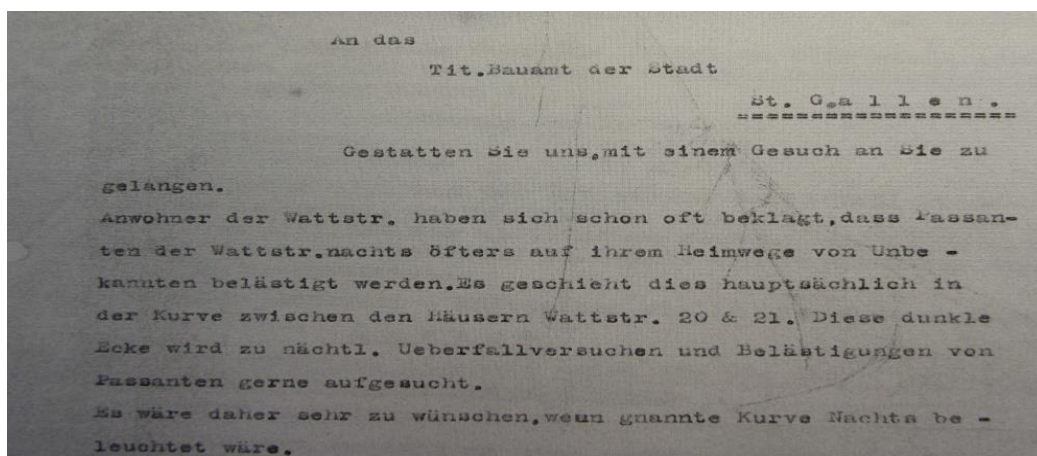 An das
Tit.Bauamt der Stadt
St. G a l l e n .
Gestatten Sie uns,mit einem Gesuch an Sie zu
gelangen.
Anwohner der Wattstr. haben sich schon oft beklagt,dass Passan-
ten der Wattstr.nachts öfters auf ihrem Heimwege von Unbe -
kannten belästigt werden.Es geschieht dies hauptsächlich in
der Kurve zwischen den Häusern Wattstr. 20 & 21. Diese dunkle
Ecke wird zu nächtl. Ueberfallversuchen und Belästigungen von
Passanten gerne aufgesucht.
Es wäre daher sehr zu wünschen,wenn gnannte Kurve Nachts be -
leuchtet wäre.